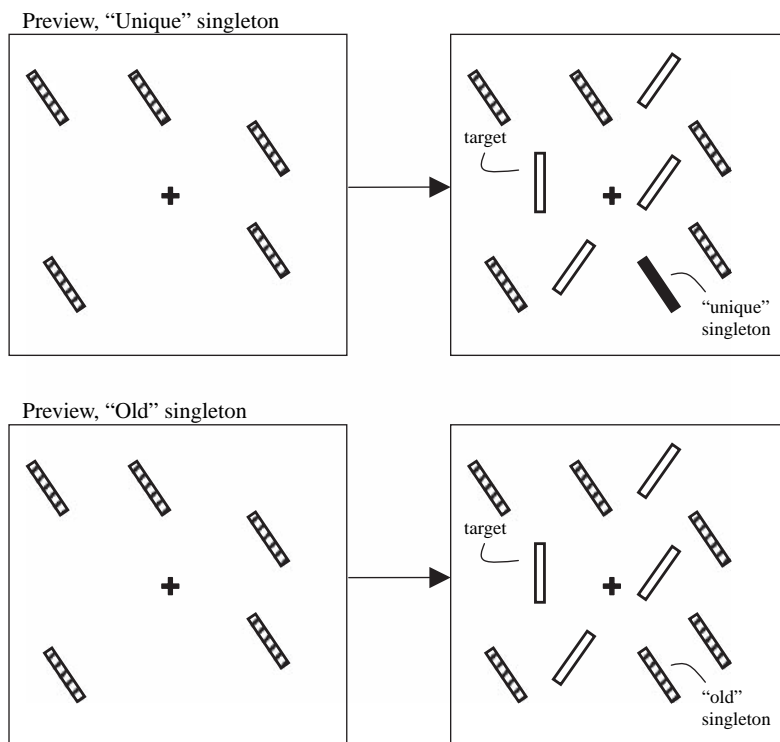 Preview, “Unique” singleton
target
“unique”
singleton
Preview, “Old” singleton
target
“old”
singleton